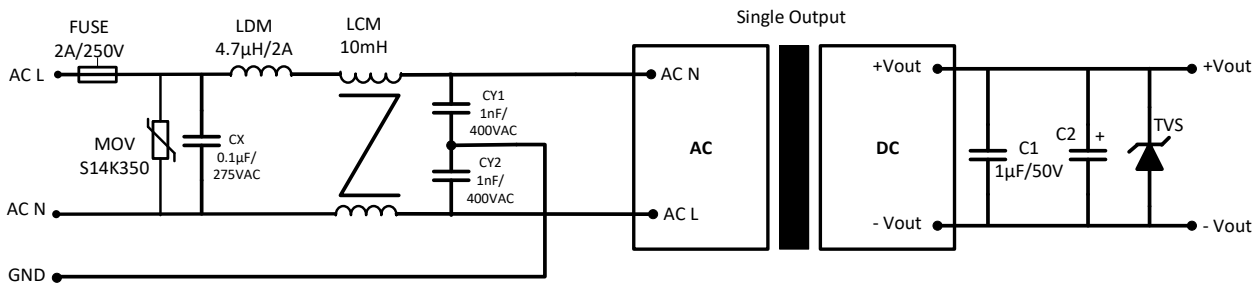 Single Output
FUSE
2A/250V
LDM
4.7µH/2A
LCM
10mH
AC L
AC N
+Vout
+Vout
CY1
1nF/
400VAC
MOV
S14K350
CX
0.1µF/
275VAC
AC
DC
C1
1µF/50V
C2
+
TVS
CY2
1nF/
400VAC
AC N
AC L
- Vout
- Vout
GND